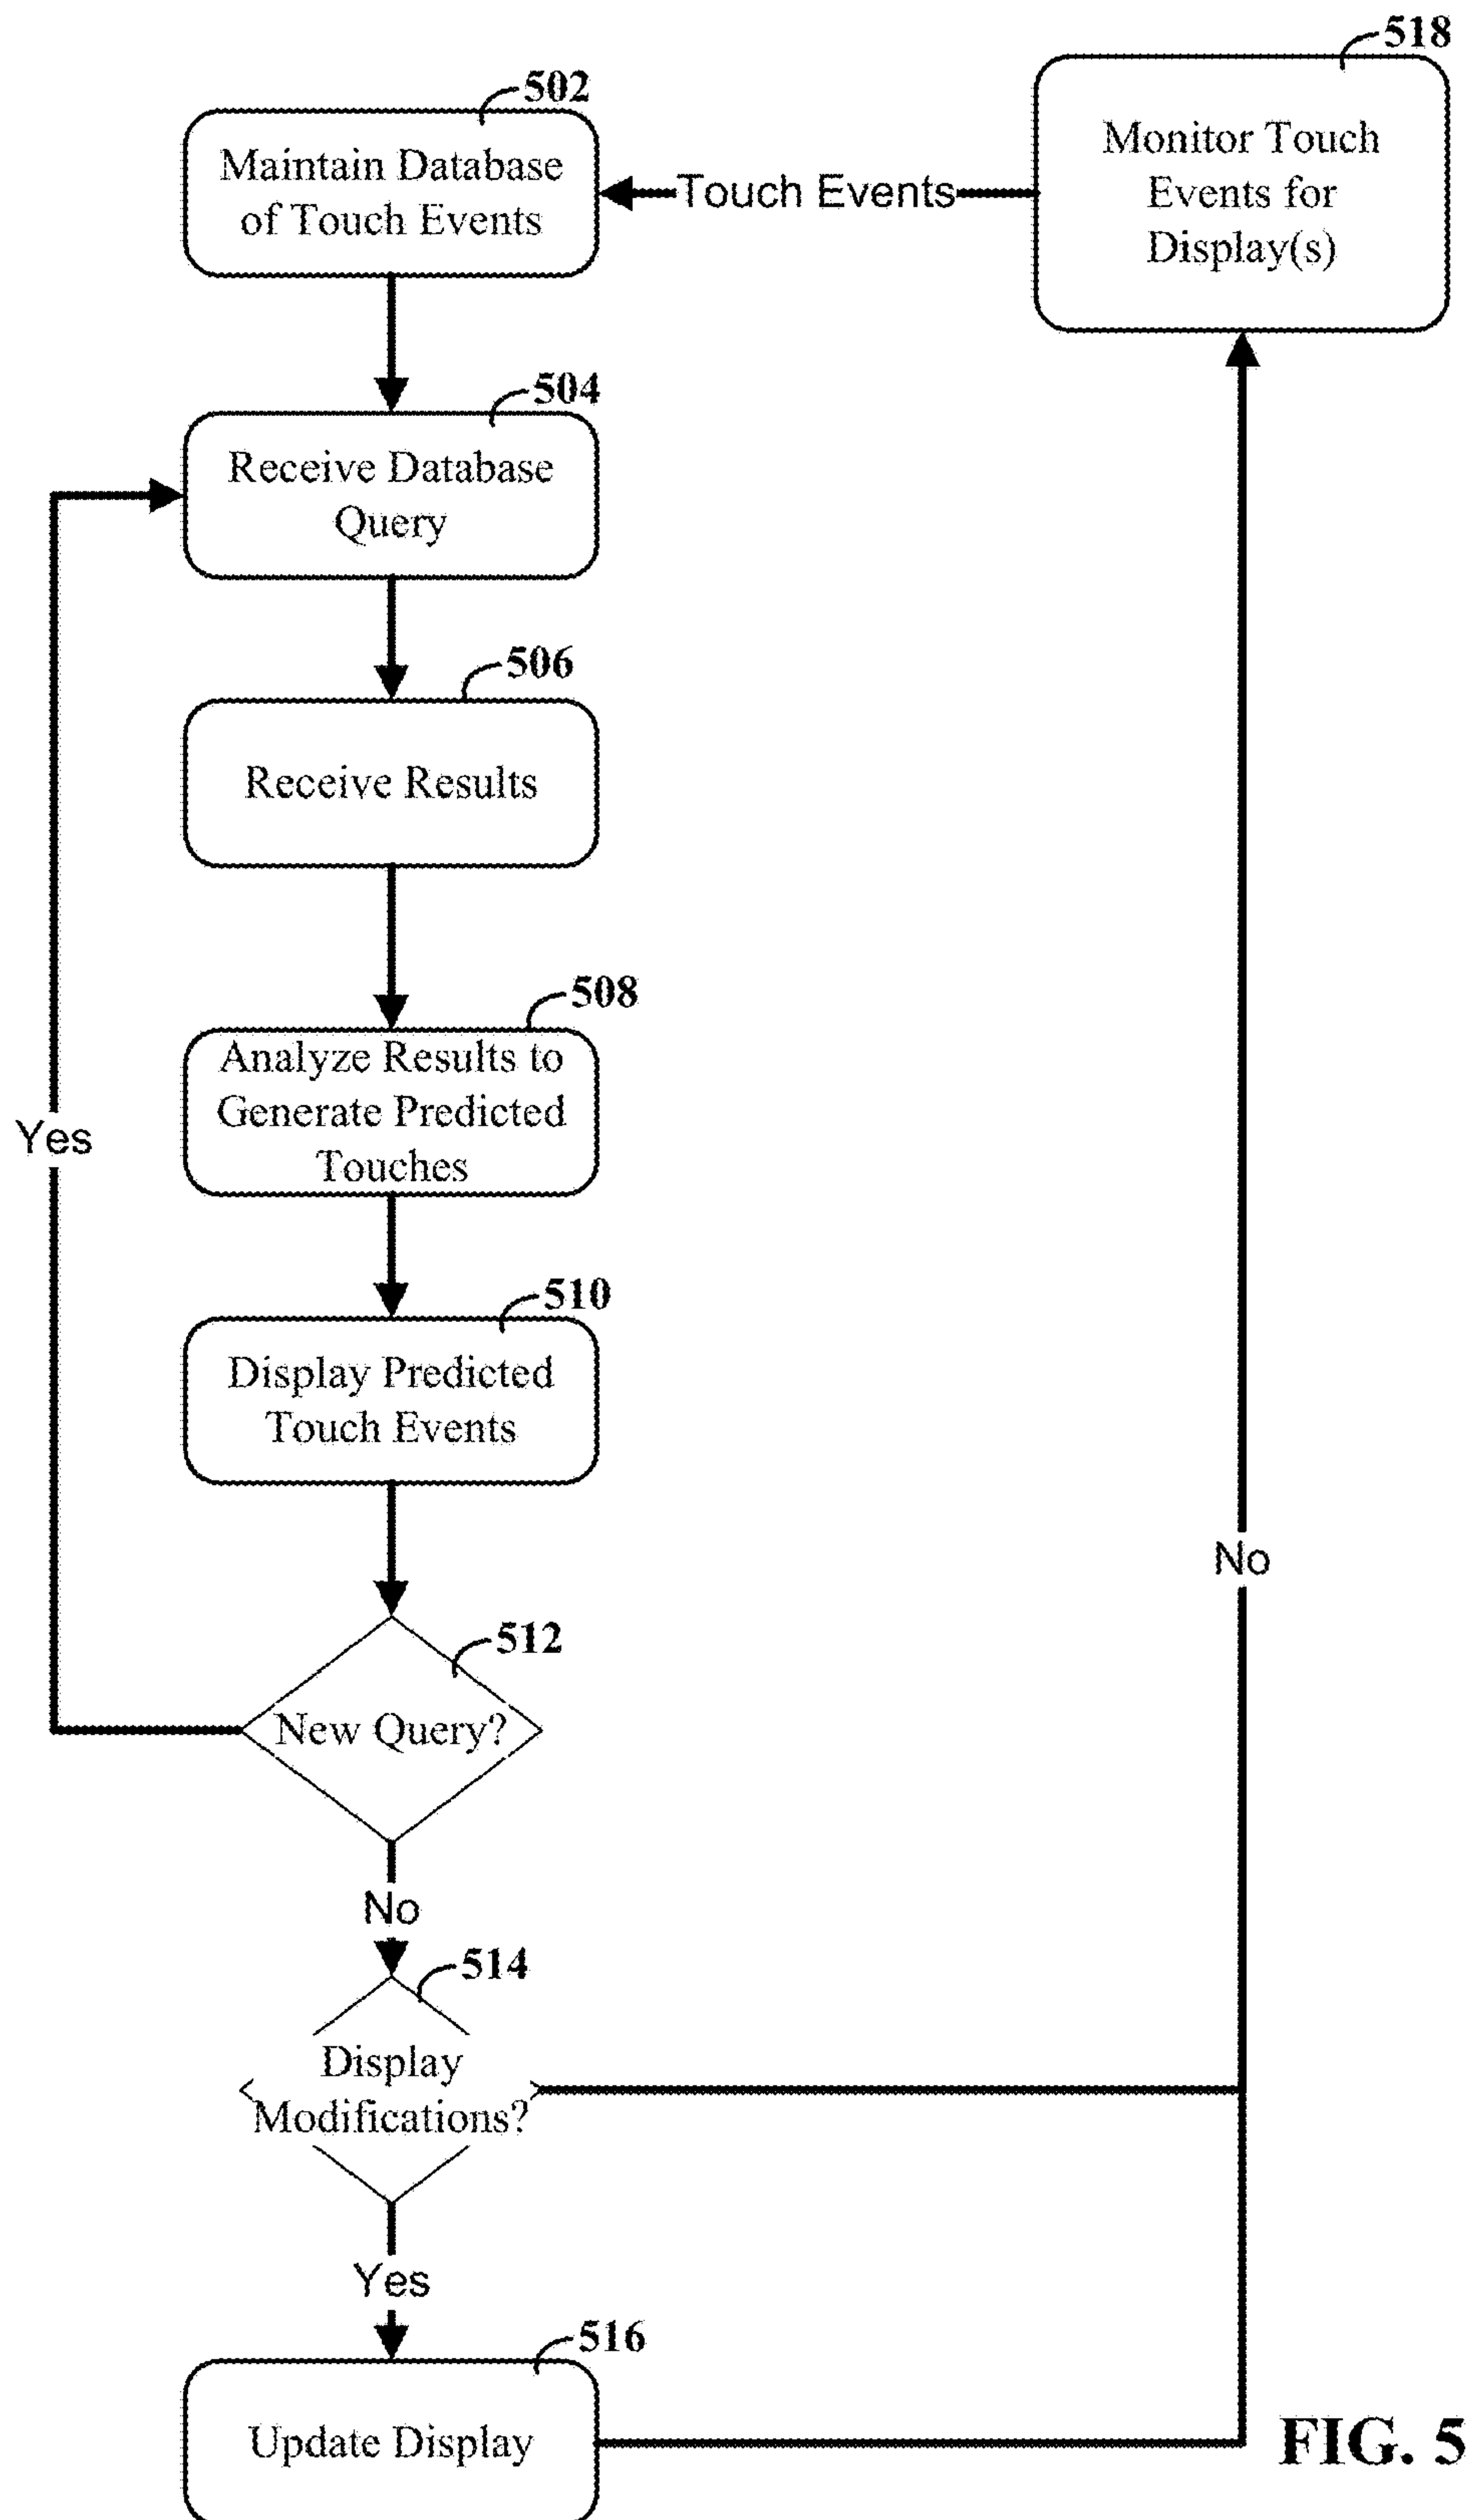 518
502
Maintain Database
of Touch Events
Touch Events
Monitor Touch
Events for
Display(s)
504
Receive Database
Query
506
Receive Results
508
Analyze Results to
Generate Predicted
Touches
Yes
510
Display Predicted
Touch Events
No
512
New Query?
No
514
Display
Modifications?
Yes
516
Update Display
FIG. 5